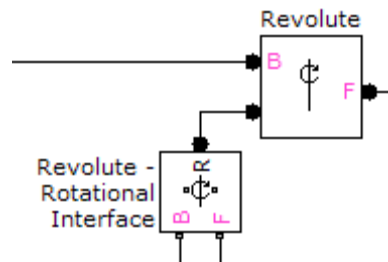 Revolute
B
F
Revolute -
Rotational
Interface
R
B
F